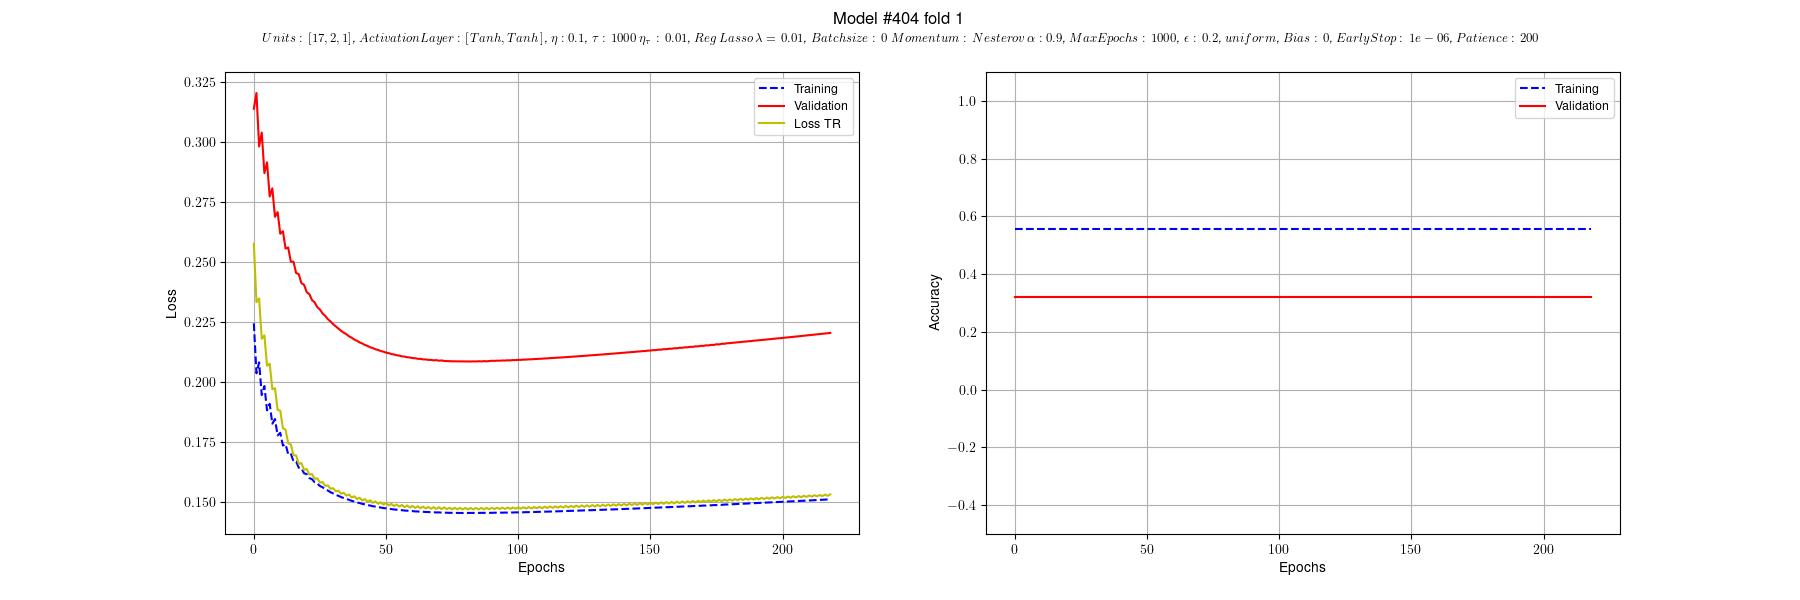 Model #404 fold 1
Units : [17, 2, 1], ActivationLayer : [Tanh, Tanh], η : 0.1, τ : 1000 η_τ : 0.01, Reg Lasso λ = 0.01, Batchsize : 0 Momentum : Nesterov α : 0.9, MaxEpochs : 1000, ϵ : 0.2, uniform, Bias : 0, EarlyStop : 1e − 06, Patience : 200
0.325
0.300
0.275
0.250
0.225
0.200
0.175
0.150
Loss
0 50 100 150 200
Epochs
Training
Validation
Loss TR
1.0
0.8
0.6
0.4
0.2
0.0
−0.2
−0.4
Accuracy
0 50 100 150 200
Epochs
Training
Validation